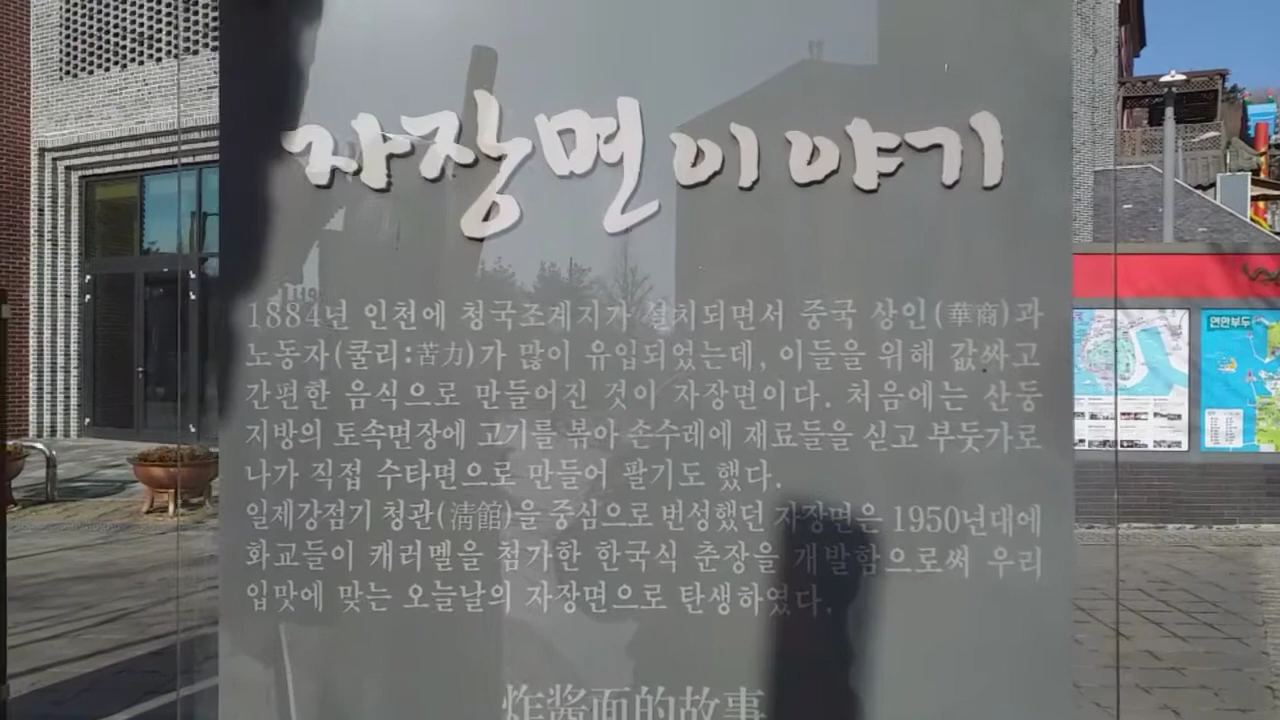 자장면 이야기
1884년 인천에 청국조계지가 설치되면서 중국 상인(華商)과
노동자(쿨리:苦力)가 많이 유입되었는데, 이들을 위해 값싸고
간편한 음식으로 만들어진 것이 자장면이다. 처음에는 산둥
지방의 토속면장에 고기를 볶아 손수레에 재료들을 싣고 부둣가로
나가 직접 수타면으로 만들어 팔기도 했다.
일제강점기 청관(淸館)을 중심으로 번성했던 자장면은 1950년대에
화교들이 캐러멜을 첨가한 한국식 춘장을 개발함으로써 우리
입맛에 맞는 오늘날의 자장면으로 탄생하였다.
炸醬面的故事
연안부두